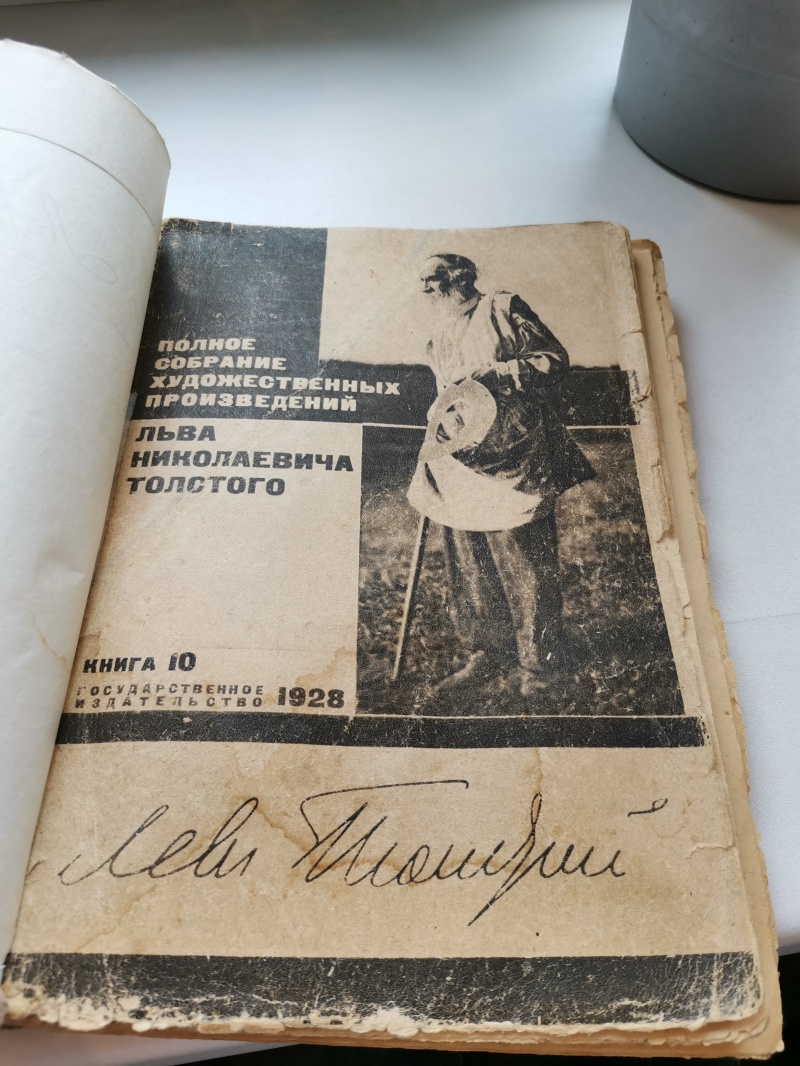 ПОЛНОЕ
СОБРАНИЕ
ХУДОЖЕСТВЕННЫХ
ПРОИЗВЕДЕНИЙ
ЛЬВА
НИКОЛАЕВИЧА
ТОЛСТОГО
КНИГА 10
ГОСУДАРСТВЕННОЕ
ИЗДАТЕЛЬСТВО 1928
Левъ Толстой